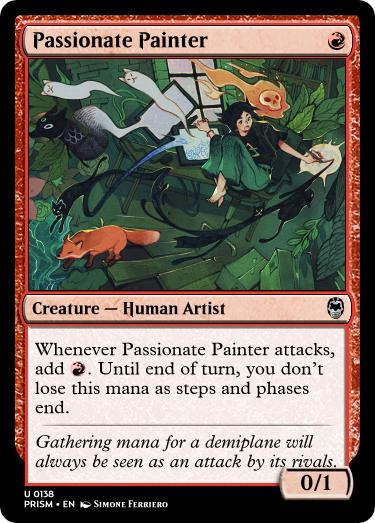 Passionate Painter
Creature — Human Artist
Whenever Passionate Painter attacks,
add . Until end of turn, you don't
lose this mana as steps and phases
end.
Gathering mana for a demiplane will
always be seen as an attack by its rivals.
0/1
U 0138
PRISM • EN Simone Ferriero